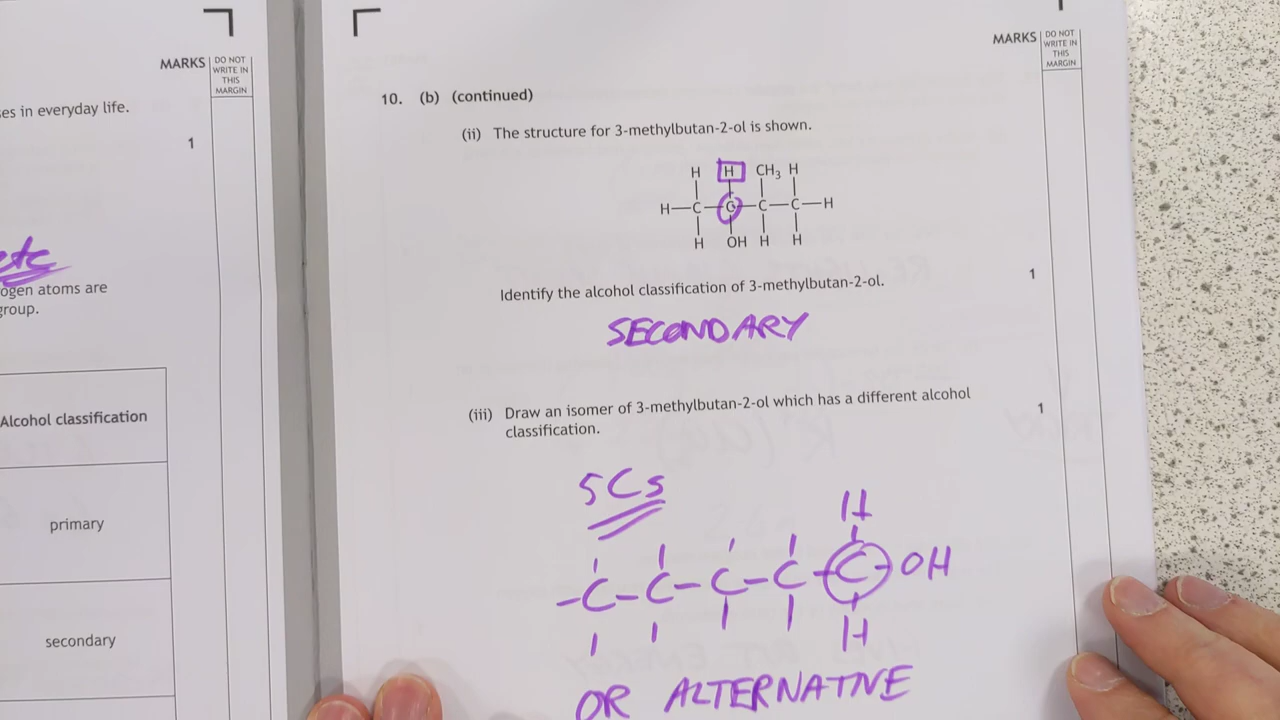 MARKS
DO NOT
WRITE IN
THIS
MARGIN
es in everyday life.
1
etc
ogen atoms are
group.
Alcohol classification
primary
secondary
MARKS
DO NOT
WRITE IN
THIS
MARGIN
10. (b) (continued)
(ii) The structure for 3-methylbutan-2-ol is shown.
H H CH₃ H
H—C—C—C—C—H
H OH H H
Identify the alcohol classification of 3-methylbutan-2-ol. 1
SECONDARY
(iii) Draw an isomer of 3-methylbutan-2-ol which has a different alcohol 1
classification.
5Cs
H
-C-C-C-C-C-OH
H
OR ALTERNATIVE